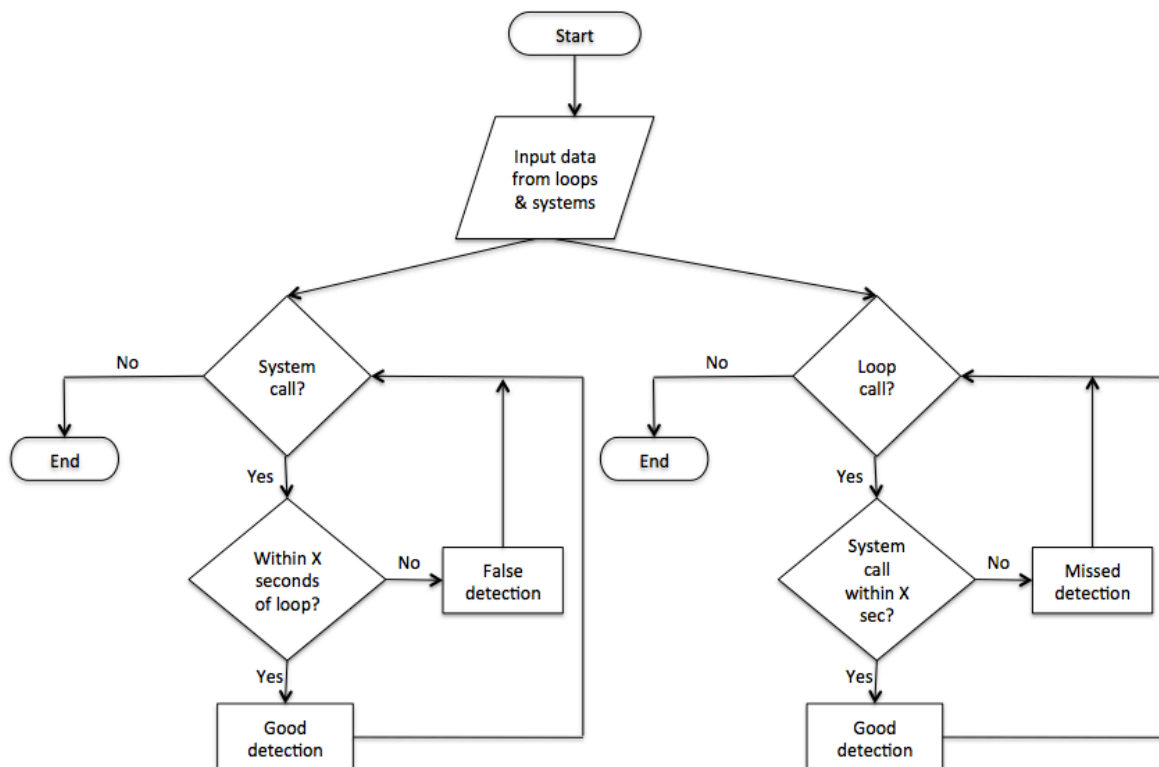 Start
Input data
from loops
& systems
No
System
call?
End
Yes
Within X
seconds
of loop?
No
False
detection
Yes
Good
detection
No
Loop
call?
End
Yes
System
call
within X
sec?
No
Missed
detection
Yes
Good
detection